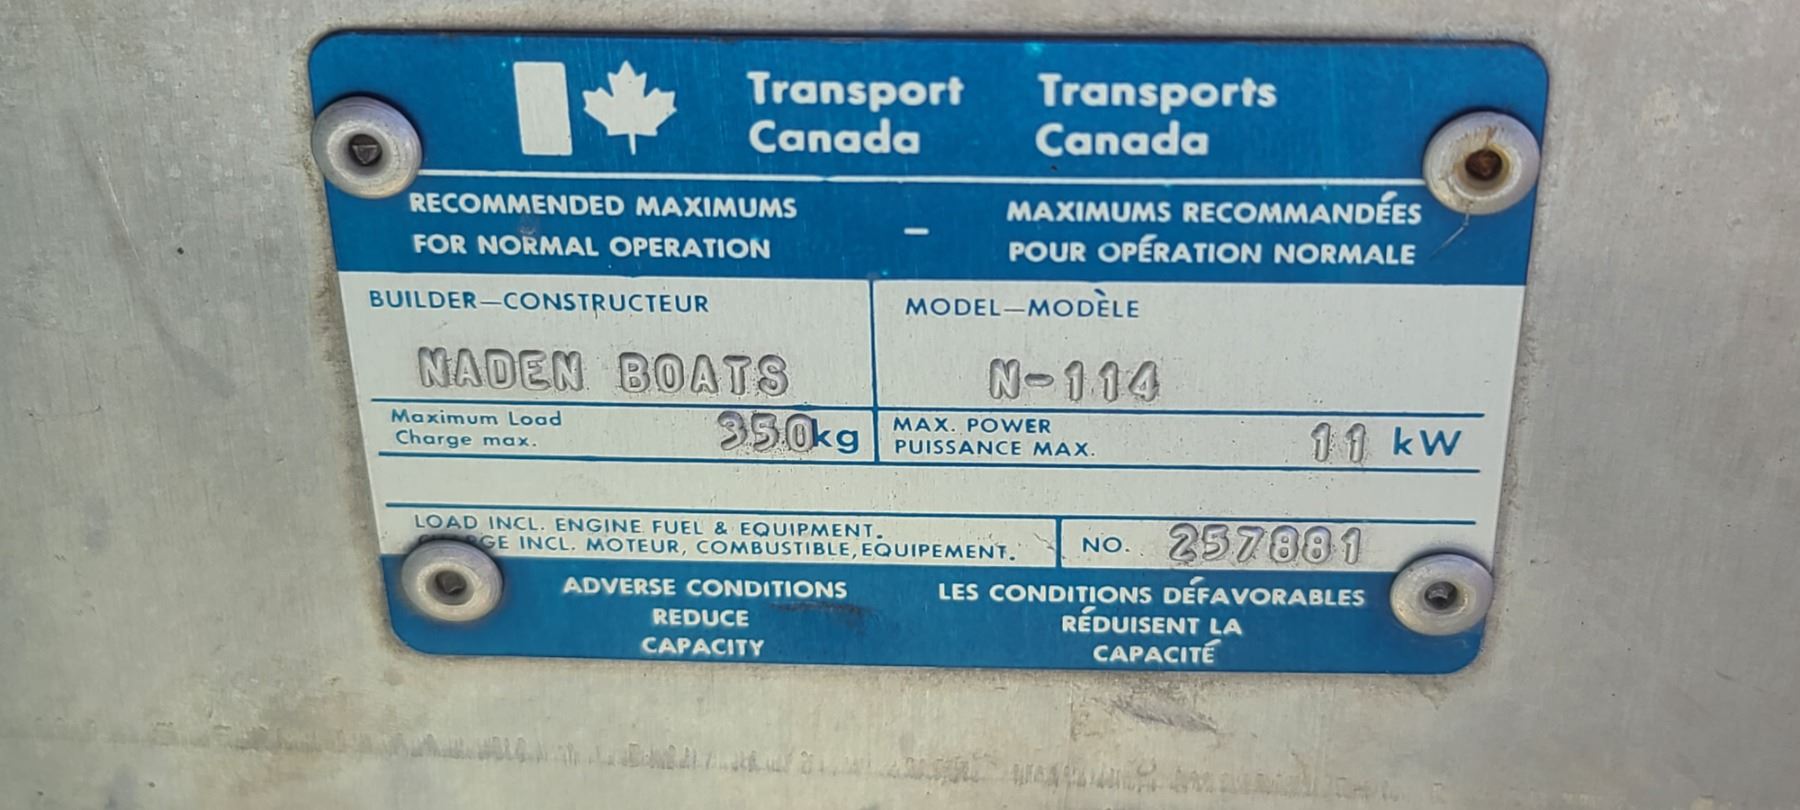 Transport Canada
Transports Canada
RECOMMENDED MAXIMUMS
FOR NORMAL OPERATION
–
MAXIMUMS RECOMMANDÉES
POUR OPÉRATION NORMALE
BUILDER—CONSTRUCTEUR
NADEN BOATS
MODEL—MODÈLE
N-114
Maximum Load
Charge max.
350kg
MAX. POWER
PUISSANCE MAX.
11 kW
LOAD INCL. ENGINE FUEL & EQUIPMENT.
GE INCL. MOTEUR, COMBUSTIBLE, EQUIPEMENT.
NO. 257881
ADVERSE CONDITIONS
REDUCE
CAPACITY
LES CONDITIONS DÉFAVORABLES
RÉDUISENT LA
CAPACITÉ